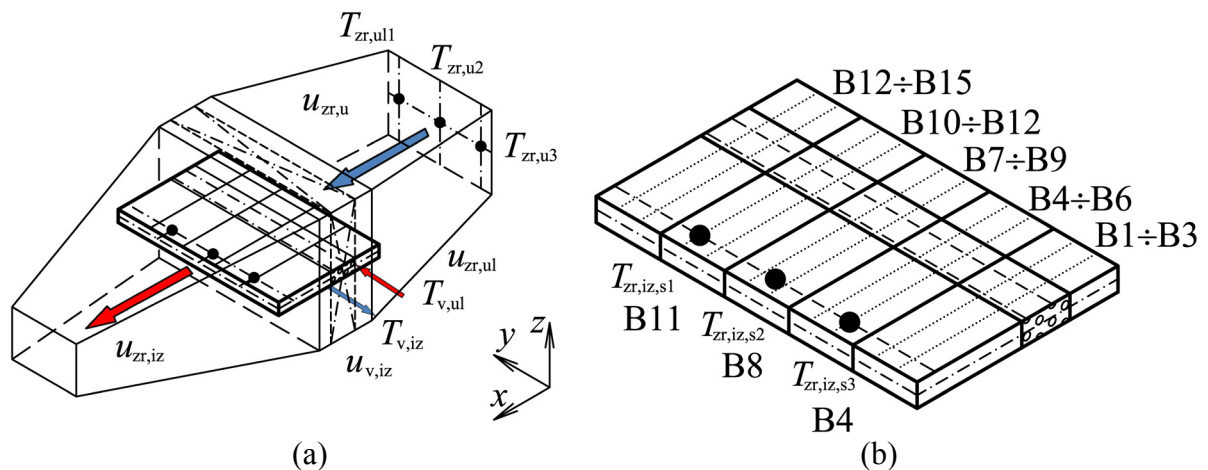 T_zr,ul1
T_zr,u2
u_zr,u
T_zr,u3
u_zr,ul
T_v,ul
T_v,iz
u_v,iz
u_zr,iz
z
y
x
(a)
B12÷B15
B10÷B12
B7÷B9
B4÷B6
B1÷B3
T_zr,iz,s1
B11
T_zr,iz,s2
B8
T_zr,iz,s3
B4
(b)